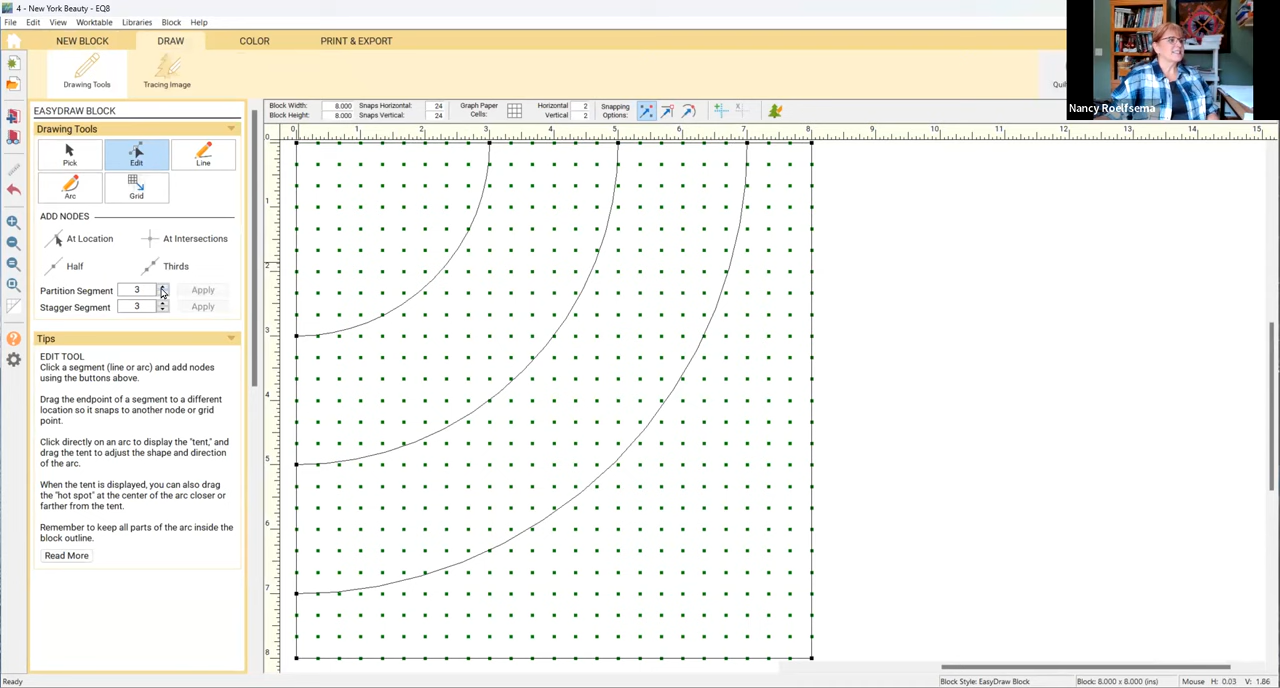 4 - New York Beauty - EQ8
File Edit View Worktable Libraries Block Help
NEW BLOCK DRAW COLOR PRINT & EXPORT
Drawing Tools Tracing Image
Nancy Roelfsema
EASYDRAW BLOCK
Block Width: 8.000 Snaps Horizontal: 24 Graph Paper Horizontal 2 Snapping
Block Height: 8.000 Snaps Vertical: 24 Cells: Vertical 2 Options:
Drawing Tools
0 1 2 3 4 5 6 7 8 9 10 11 12 13 14 15
Pick Edit Line
Arc Grid
ADD NODES
At Location At Intersections
Half Thirds
Partition Segment 3 Apply
Stagger Segment 3 Apply
Tips
EDIT TOOL
Click a segment (line or arc) and add nodes
using the buttons above.
Drag the endpoint of a segment to a different
location so it snaps to another node or grid
point.
Click directly on an arc to display the "tent," and
drag the tent to adjust the shape and direction
of the arc.
When the tent is displayed, you can also drag
the "hot spot" at the center of the arc closer or
farther from the tent.
Remember to keep all parts of the arc inside the
block outline.
Read More
0
1
2
3
4
5
6
7
8
Ready Block Style: EasyDraw Block Block: 8.000 x 8.000 (ins) Mouse H: 0.03 V: 1.86